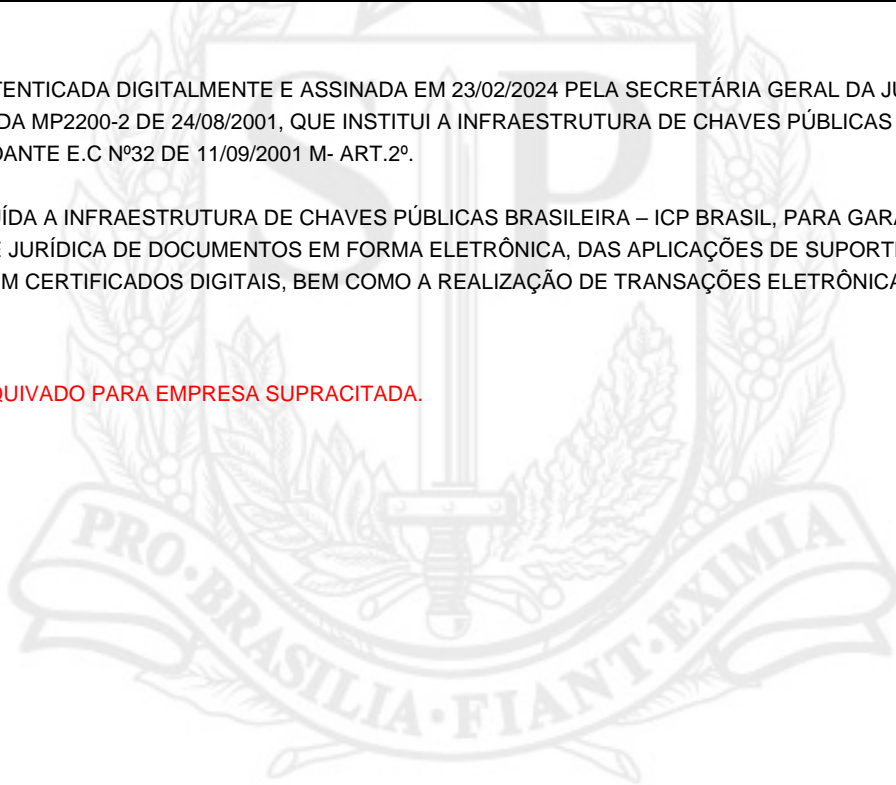 TENTICADA DIGITALMENTE E ASSINADA EM 23/02/2024 PELA SECRETÁRIA GERAL DA JU
DA MP2200-2 DE 24/08/2001, QUE INSTITUI A INFRAESTRUTURA DE CHAVES PÚBLICAS
DANTE E.C Nº32 DE 11/09/2001 M- ART.2º.
ÍDA A INFRAESTRUTURA DE CHAVES PÚBLICAS BRASILEIRA – ICP BRASIL, PARA GARA
E JURÍDICA DE DOCUMENTOS EM FORMA ELETRÔNICA, DAS APLICAÇÕES DE SUPORTE
M CERTIFICADOS DIGITAIS, BEM COMO A REALIZAÇÃO DE TRANSAÇÕES ELETRÔNICA
QUIVADO PARA EMPRESA SUPRACITADA.
SP
PRO·BRASILIA·FIANT·EXIMIA